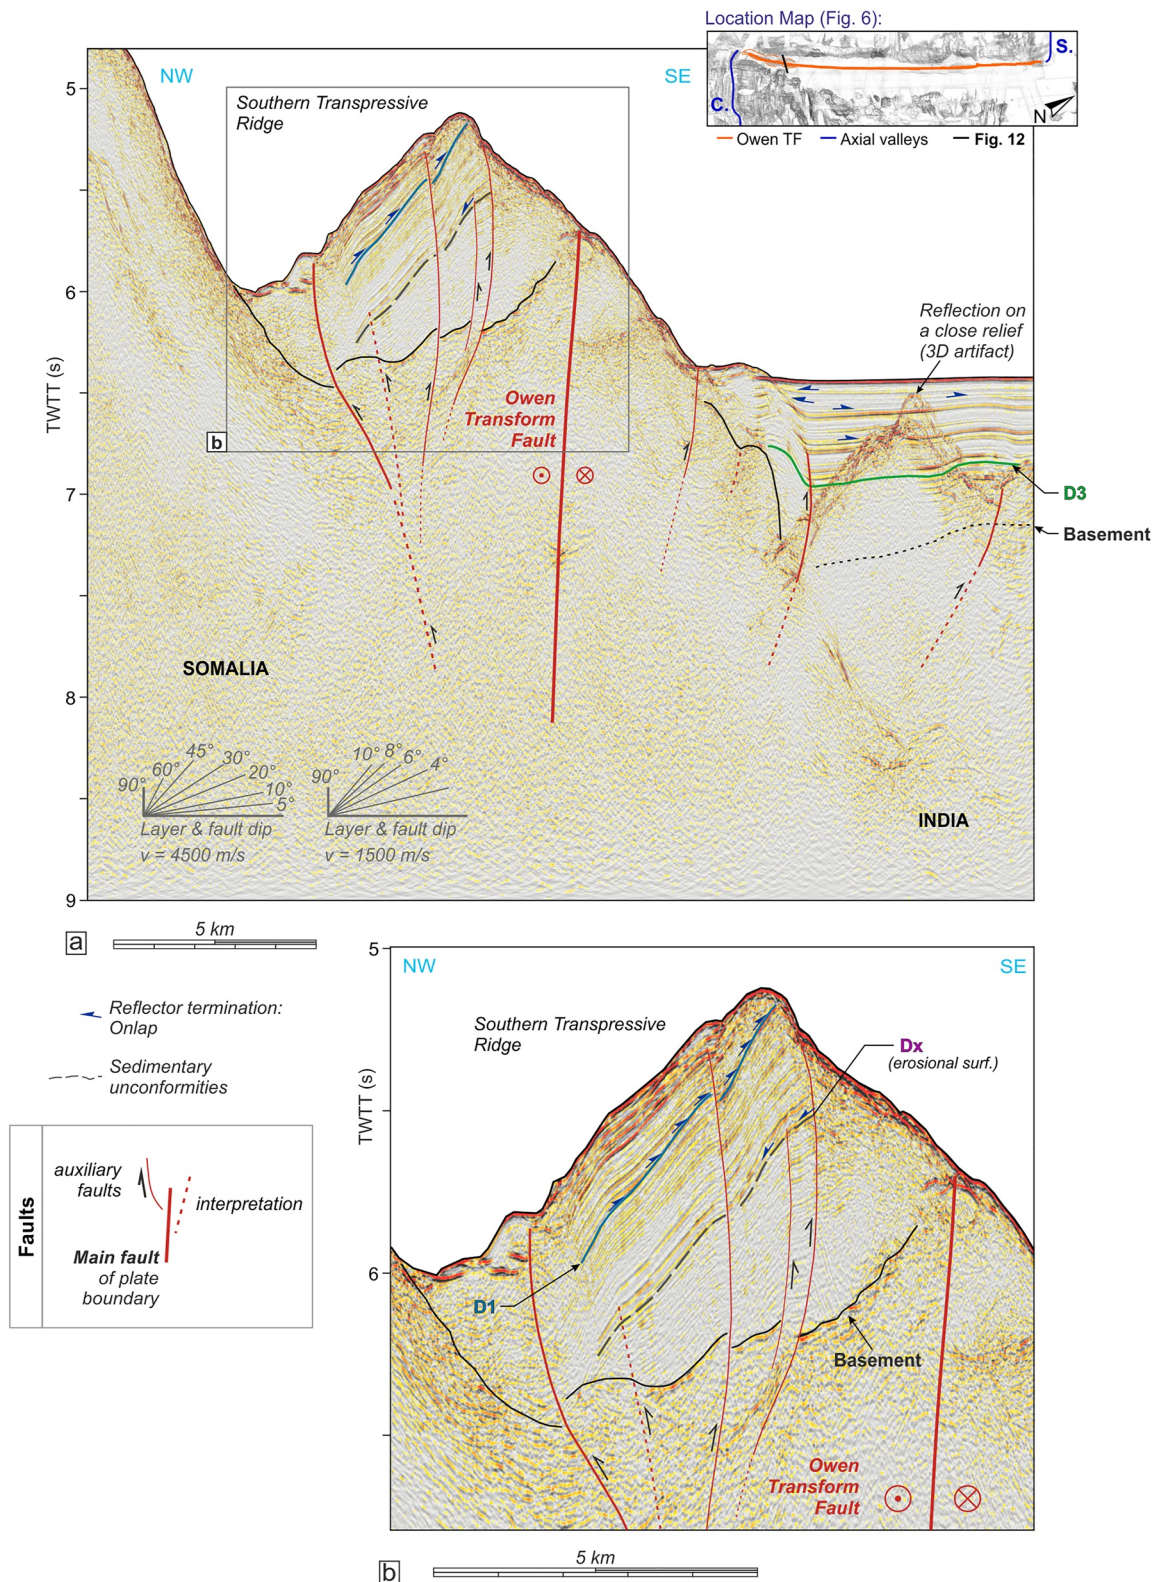 Location Map (Fig. 6):
S.
C.
N
Owen TF
Axial valleys
Fig. 12
NW
SE
Southern Transpressive
Ridge
5
6
7
8
9
TWTT (s)
b
Owen
Transform
Fault
Reflection on
a close relief
(3D artifact)
D3
Basement
SOMALIA
INDIA
90°
60°
45°
30°
20°
10°
5°
Layer & fault dip
v = 4500 m/s
90°
10°
8°
6°
4°
Layer & fault dip
v = 1500 m/s
a
5 km
Reflector termination:
Onlap
Sedimentary
unconformities
Faults
auxiliary
faults
interpretation
Main fault
of plate
boundary
NW
SE
5
6
TWTT (s)
Southern Transpressive
Ridge
Dx
(erosional surf.)
D1
Basement
Owen
Transform
Fault
b
5 km